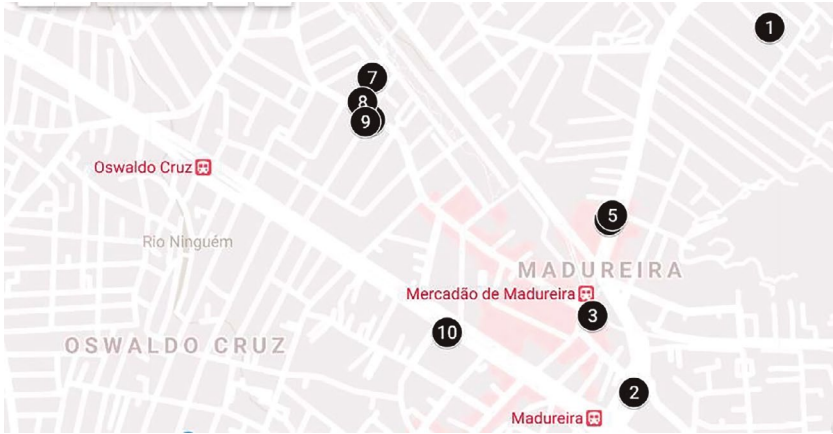 1
7
8
9
Oswaldo Cruz
5
Rio Ninguém
MADUREIRA
Mercadão de Madureira
3
10
OSWALDO CRUZ
2
Madureira